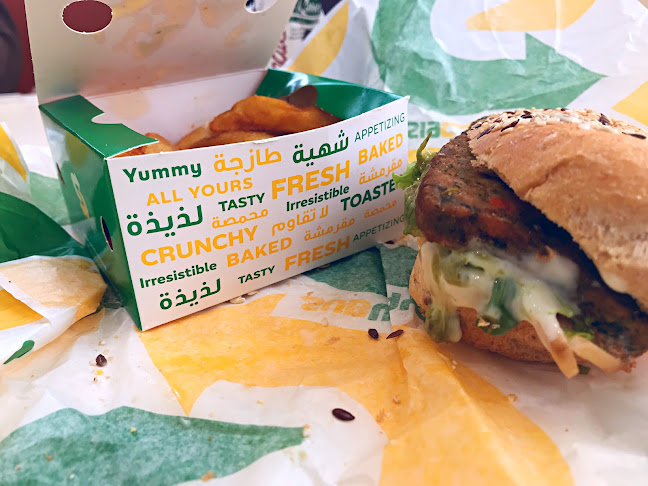 Yummy طازجة شهية APPETIZING
ALL YOURS TASTY FRESH BAKED
لذيذة محمصة Irresistible مقرمشة
CRUNCHY لا تقاوم TOASTE محمصة
Irresistible BAKED مقرمشة FRESH APPETIZING
لذيذة TASTY